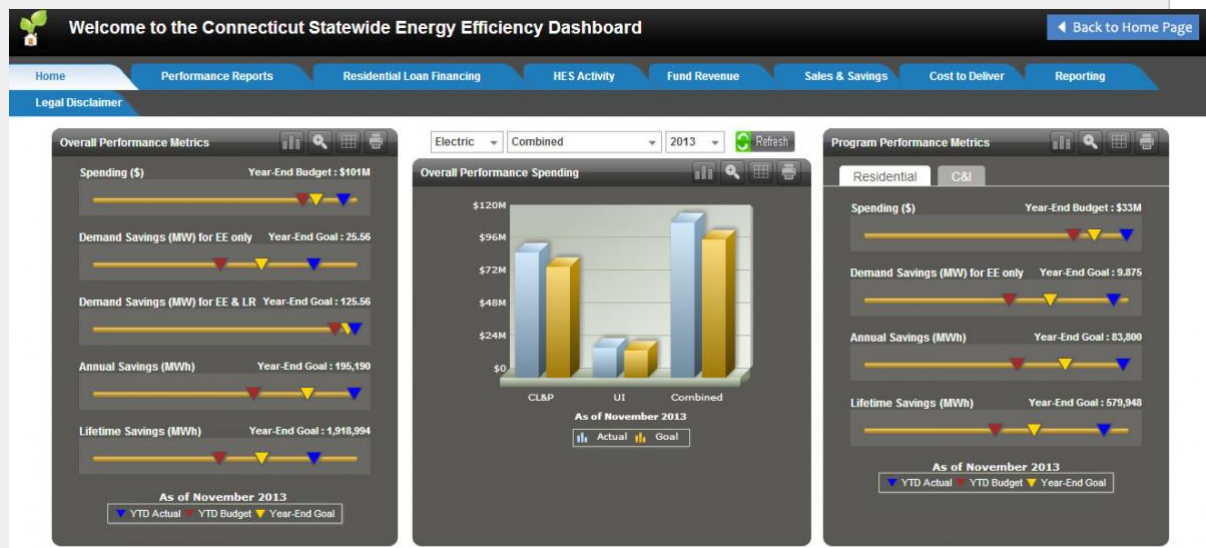 Welcome to the Connecticut Statewide Energy Efficiency Dashboard
Back to Home Page
Home
Performance Reports
Residential Loan Financing
HES Activity
Fund Revenue
Sales & Savings
Cost to Deliver
Reporting
Legal Disclaimer
Overall Performance Metrics
Spending ($) Year-End Budget : $101M
Demand Savings (MW) for EE only Year-End Goal : 25.56
Demand Savings (MW) for EE & LR Year-End Goal : 125.56
Annual Savings (MWh) Year-End Goal : 195,190
Lifetime Savings (MWh) Year-End Goal : 1,918,994
As of November 2013
YTD Actual YTD Budget Year-End Goal
Electric Combined 2013 Refresh
Overall Performance Spending
$120M
$96M
$72M
$48M
$24M
$0
CL&P UI Combined
As of November 2013
Actual Goal
Program Performance Metrics
Residential C&I
Spending ($) Year-End Budget : $33M
Demand Savings (MW) for EE only Year-End Goal : 9.875
Annual Savings (MWh) Year-End Goal : 83,800
Lifetime Savings (MWh) Year-End Goal : 579,948
As of November 2013
YTD Actual YTD Budget Year-End Goal